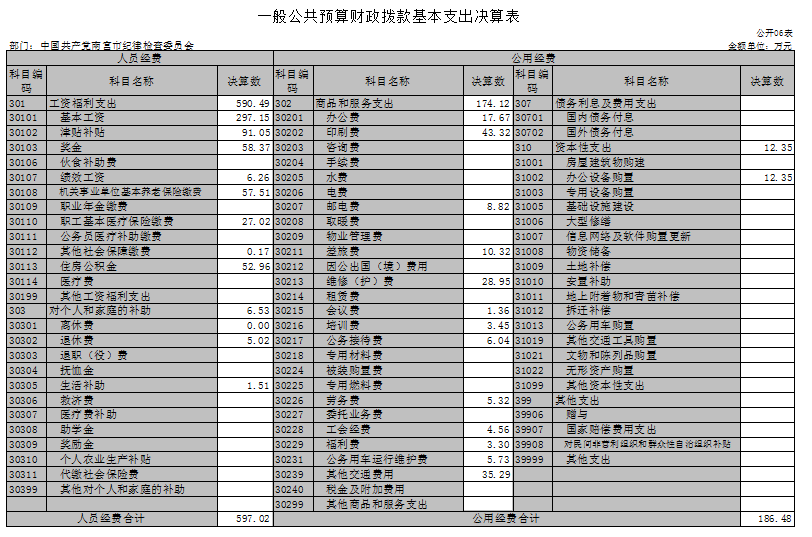 一般公共预算财政拨款基本支出决算表
公开06表
部门：中国共产党南宫市纪律检查委员会 金额单位：万元
人员经费 公用经费
科目编码 科目名称 决算数 科目编码 科目名称 决算数 科目编码 科目名称 决算数
301 工资福利支出 590.49 302 商品和服务支出 174.12 307 债务利息及费用支出
30101 基本工资 297.15 30201 办公费 17.67 30701 国内债务付息
30102 津贴补贴 91.05 30202 印刷费 43.32 30702 国外债务付息
30103 奖金 58.37 30203 咨询费 310 资本性支出 12.35
30106 伙食补助费 30204 手续费 31001 房屋建筑物购建
30107 绩效工资 6.26 30205 水费 31002 办公设备购置 12.35
30108 机关事业单位基本养老保险缴费 57.51 30206 电费 31003 专用设备购置
30109 职业年金缴费 30207 邮电费 8.82 31005 基础设施建设
30110 职工基本医疗保险缴费 27.02 30208 取暖费 31006 大型修缮
30111 公务员医疗补助缴费 30209 物业管理费 31007 信息网络及软件购置更新
30112 其他社会保障缴费 0.17 30211 差旅费 10.32 31008 物资储备
30113 住房公积金 52.96 30212 因公出国（境）费用 31009 土地补偿
30114 医疗费 30213 维修（护）费 28.95 31010 安置补助
30199 其他工资福利支出 30214 租赁费 31011 地上附着物和青苗补偿
303 对个人和家庭的补助 6.53 30215 会议费 1.36 31012 拆迁补偿
30301 离休费 0.00 30216 培训费 3.45 31013 公务用车购置
30302 退休费 5.02 30217 公务接待费 6.04 31019 其他交通工具购置
30303 退职（役）费 30218 专用材料费 31021 文物和陈列品购置
30304 抚恤金 30224 被装购置费 31022 无形资产购置
30305 生活补助 1.51 30225 专用燃料费 31099 其他资本性支出
30306 救济费 30226 劳务费 5.32 399 其他支出
30307 医疗费补助 30227 委托业务费 39906 赠与
30308 助学金 30228 工会经费 4.56 39907 国家赔偿费用支出
30309 奖励金 30229 福利费 3.30 39908 对民间非营利组织和群众性自治组织补贴
30310 个人农业生产补贴 30231 公务用车运行维护费 5.73 39999 其他支出
30311 代缴社会保险费 30239 其他交通费用 35.29
30399 其他对个人和家庭的补助 30240 税金及附加费用
30299 其他商品和服务支出
人员经费合计 597.02 公用经费合计 186.48